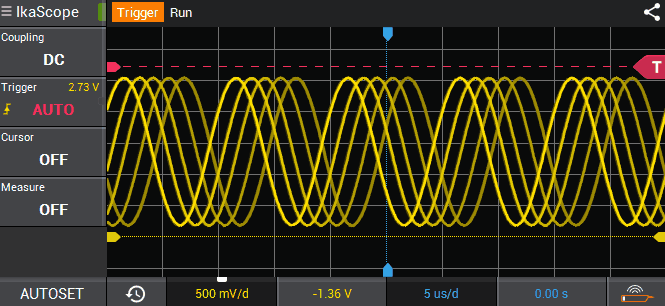 IkaScope
Trigger Run
Coupling
DC
Trigger 2.73 V
AUTO
T
Cursor
OFF
Measure
OFF
AUTOSET 500 mV/d -1.36 V 5 us/d 0.00 s